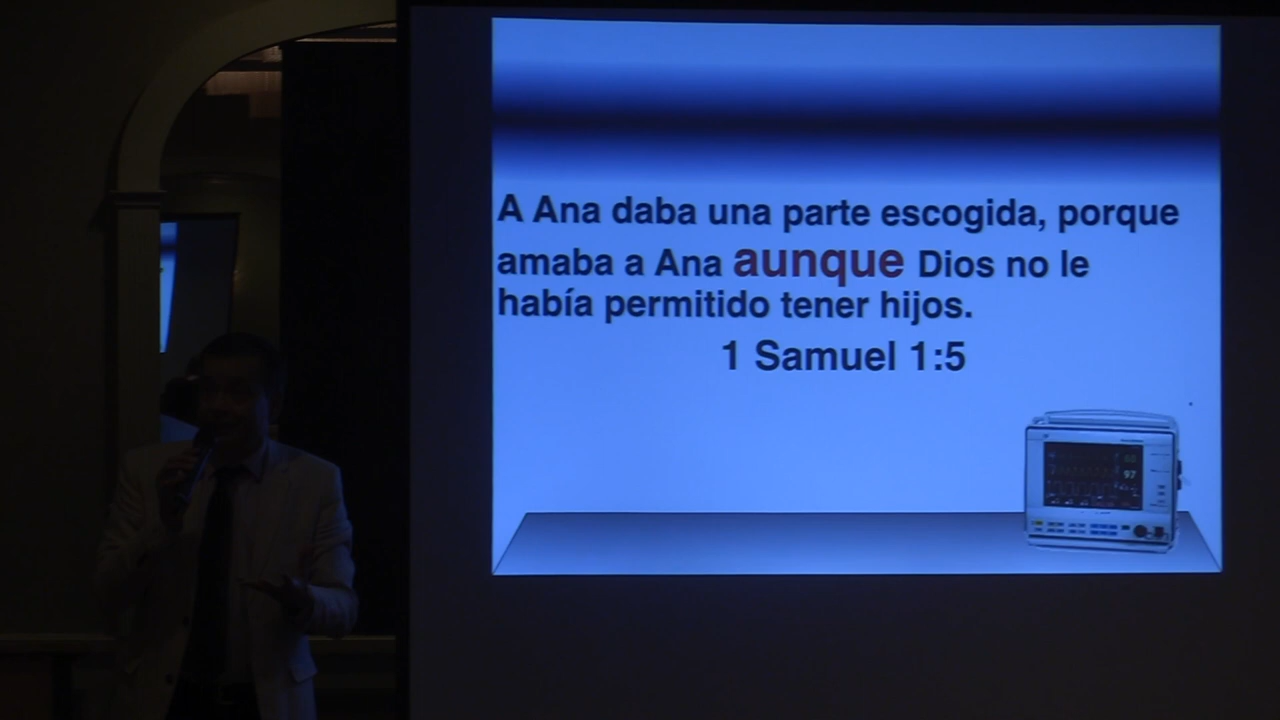 A Ana daba una parte escogida, porque
amaba a Ana aunque Dios no le
había permitido tener hijos.
1 Samuel 1:5
97